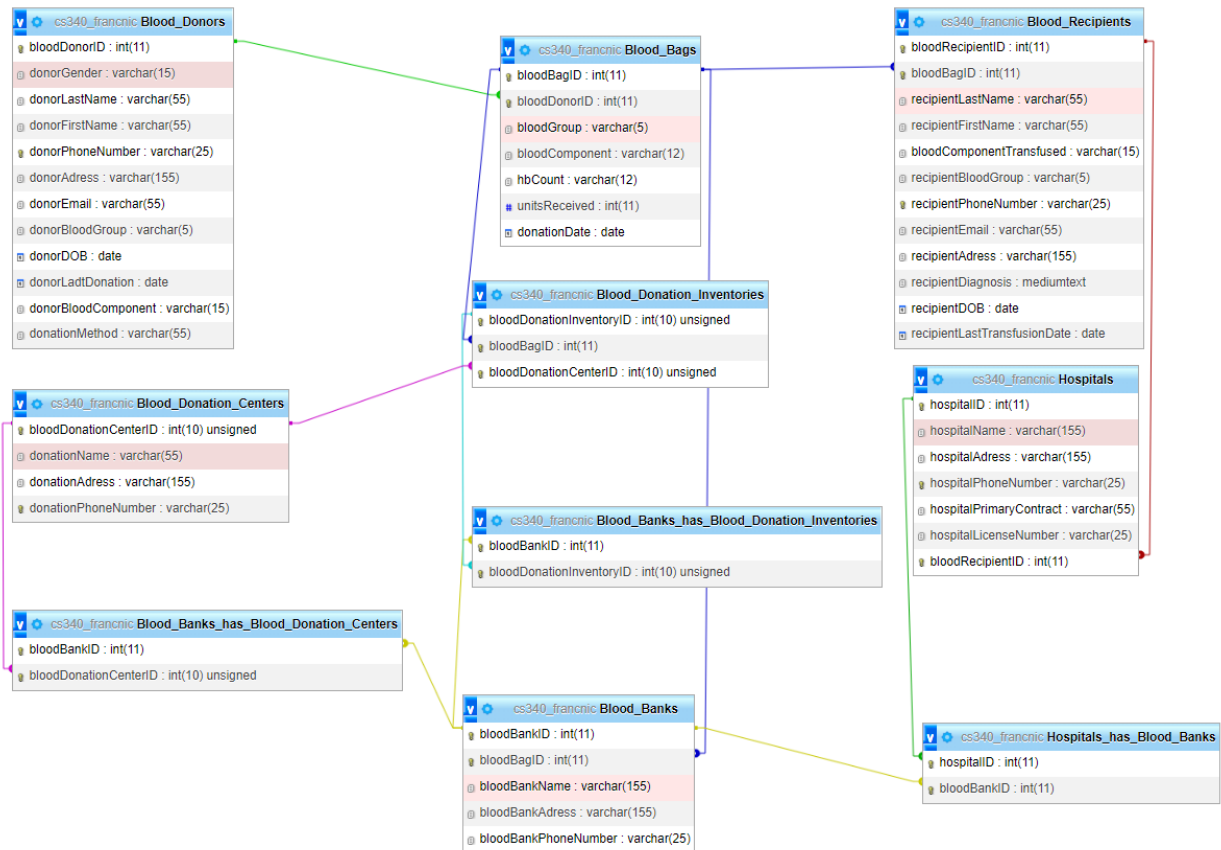 cs340_francnic Blood_Donors
bloodDonorID : int(11)
donorGender : varchar(15)
donorLastName : varchar(55)
donorFirstName : varchar(55)
donorPhoneNumber : varchar(25)
donorAdress : varchar(155)
donorEmail : varchar(55)
donorBloodGroup : varchar(5)
donorDOB : date
donorLadtDonation : date
donorBloodComponent : varchar(15)
donationMethod : varchar(55)
cs340_francnic Blood_Bags
bloodBagID : int(11)
bloodDonorID : int(11)
bloodGroup : varchar(5)
bloodComponent : varchar(12)
hbCount : varchar(12)
unitsReceived : int(11)
donationDate : date
cs340_francnic Blood_Recipients
bloodRecipientID : int(11)
bloodBagID : int(11)
recipientLastName : varchar(55)
recipientFirstName : varchar(55)
bloodComponentTransfused : varchar(15)
recipientBloodGroup : varchar(5)
recipientPhoneNumber : varchar(25)
recipientEmail : varchar(55)
recipientAdress : varchar(155)
recipientDiagnosis : mediumtext
recipientDOB : date
recipientLastTransfusionDate : date
cs340_francnic Blood_Donation_Inventories
bloodDonationInventoryID : int(10) unsigned
bloodBagID : int(11)
bloodDonationCenterID : int(10) unsigned
cs340_francnic Blood_Donation_Centers
bloodDonationCenterID : int(10) unsigned
donationName : varchar(55)
donationAdress : varchar(155)
donationPhoneNumber : varchar(25)
cs340_francnic Hospitals
hospitalID : int(11)
hospitalName : varchar(155)
hospitalAdress : varchar(155)
hospitalPhoneNumber : varchar(25)
hospitalPrimaryContract : varchar(55)
hospitalLicenseNumber : varchar(25)
bloodRecipientID : int(11)
cs340_francnic Blood_Banks_has_Blood_Donation_Inventories
bloodBankID : int(11)
bloodDonationInventoryID : int(10) unsigned
cs340_francnic Blood_Banks_has_Blood_Donation_Centers
bloodBankID : int(11)
bloodDonationCenterID : int(10) unsigned
cs340_francnic Blood_Banks
bloodBankID : int(11)
bloodBagID : int(11)
bloodBankName : varchar(155)
bloodBankAdress : varchar(155)
bloodBankPhoneNumber : varchar(25)
cs340_francnic Hospitals_has_Blood_Banks
hospitalID : int(11)
bloodBankID : int(11)